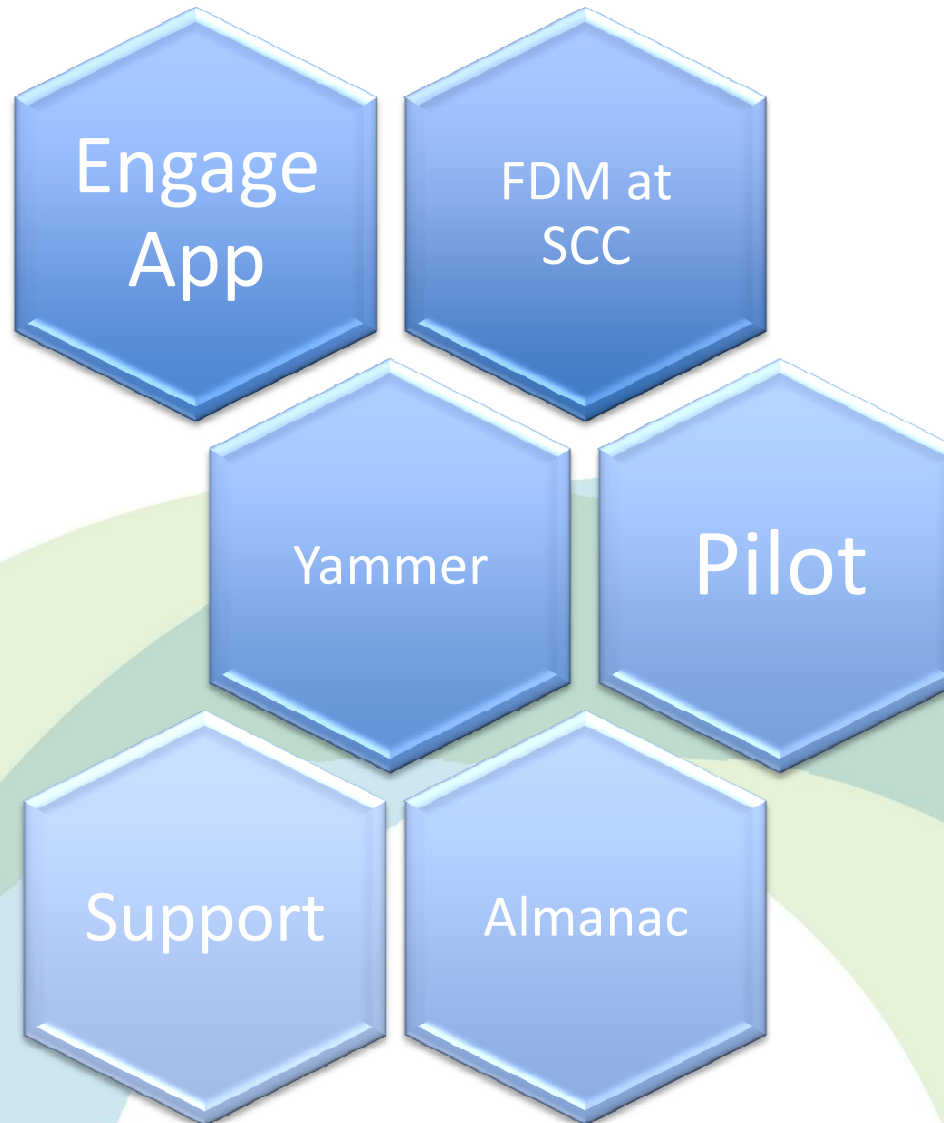 Engage
App
FDM at
SCC
Yammer
Pilot
Support
Almanac